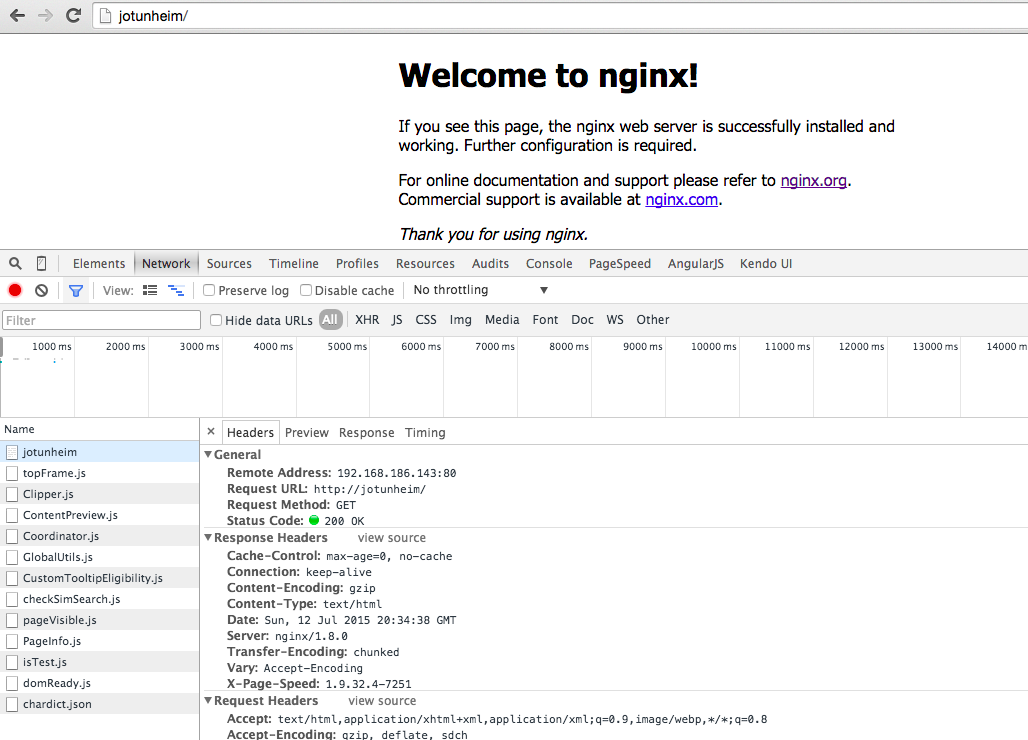 jotunheim/
Welcome to nginx!
If you see this page, the nginx web server is successfully installed and
working. Further configuration is required.
For online documentation and support please refer to nginx.org.
Commercial support is available at nginx.com.
Thank you for using nginx.
Elements Network Sources Timeline Profiles Resources Audits Console PageSpeed AngularJS Kendo UI
View: Preserve log Disable cache No throttling ▼
Filter Hide data URLs All XHR JS CSS Img Media Font Doc WS Other
1000 ms 2000 ms 3000 ms 4000 ms 5000 ms 6000 ms 7000 ms 8000 ms 9000 ms 10000 ms 11000 ms 12000 ms 13000 ms 14000 m
Name
jotunheim
topFrame.js
Clipper.js
ContentPreview.js
Coordinator.js
GlobalUtils.js
CustomTooltipEligibility.js
checkSimSearch.js
pageVisible.js
PageInfo.js
isTest.js
domReady.js
chardict.json
× Headers Preview Response Timing
▼General
Remote Address: 192.168.186.143:80
Request URL: http://jotunheim/
Request Method: GET
Status Code: 200 OK
▼Response Headers view source
Cache-Control: max-age=0, no-cache
Connection: keep-alive
Content-Encoding: gzip
Content-Type: text/html
Date: Sun, 12 Jul 2015 20:34:38 GMT
Server: nginx/1.8.0
Transfer-Encoding: chunked
Vary: Accept-Encoding
X-Page-Speed: 1.9.32.4-7251
▼Request Headers view source
Accept: text/html,application/xhtml+xml,application/xml;q=0.9,image/webp,*/*;q=0.8
Accept-Encoding: gzip, deflate, sdch